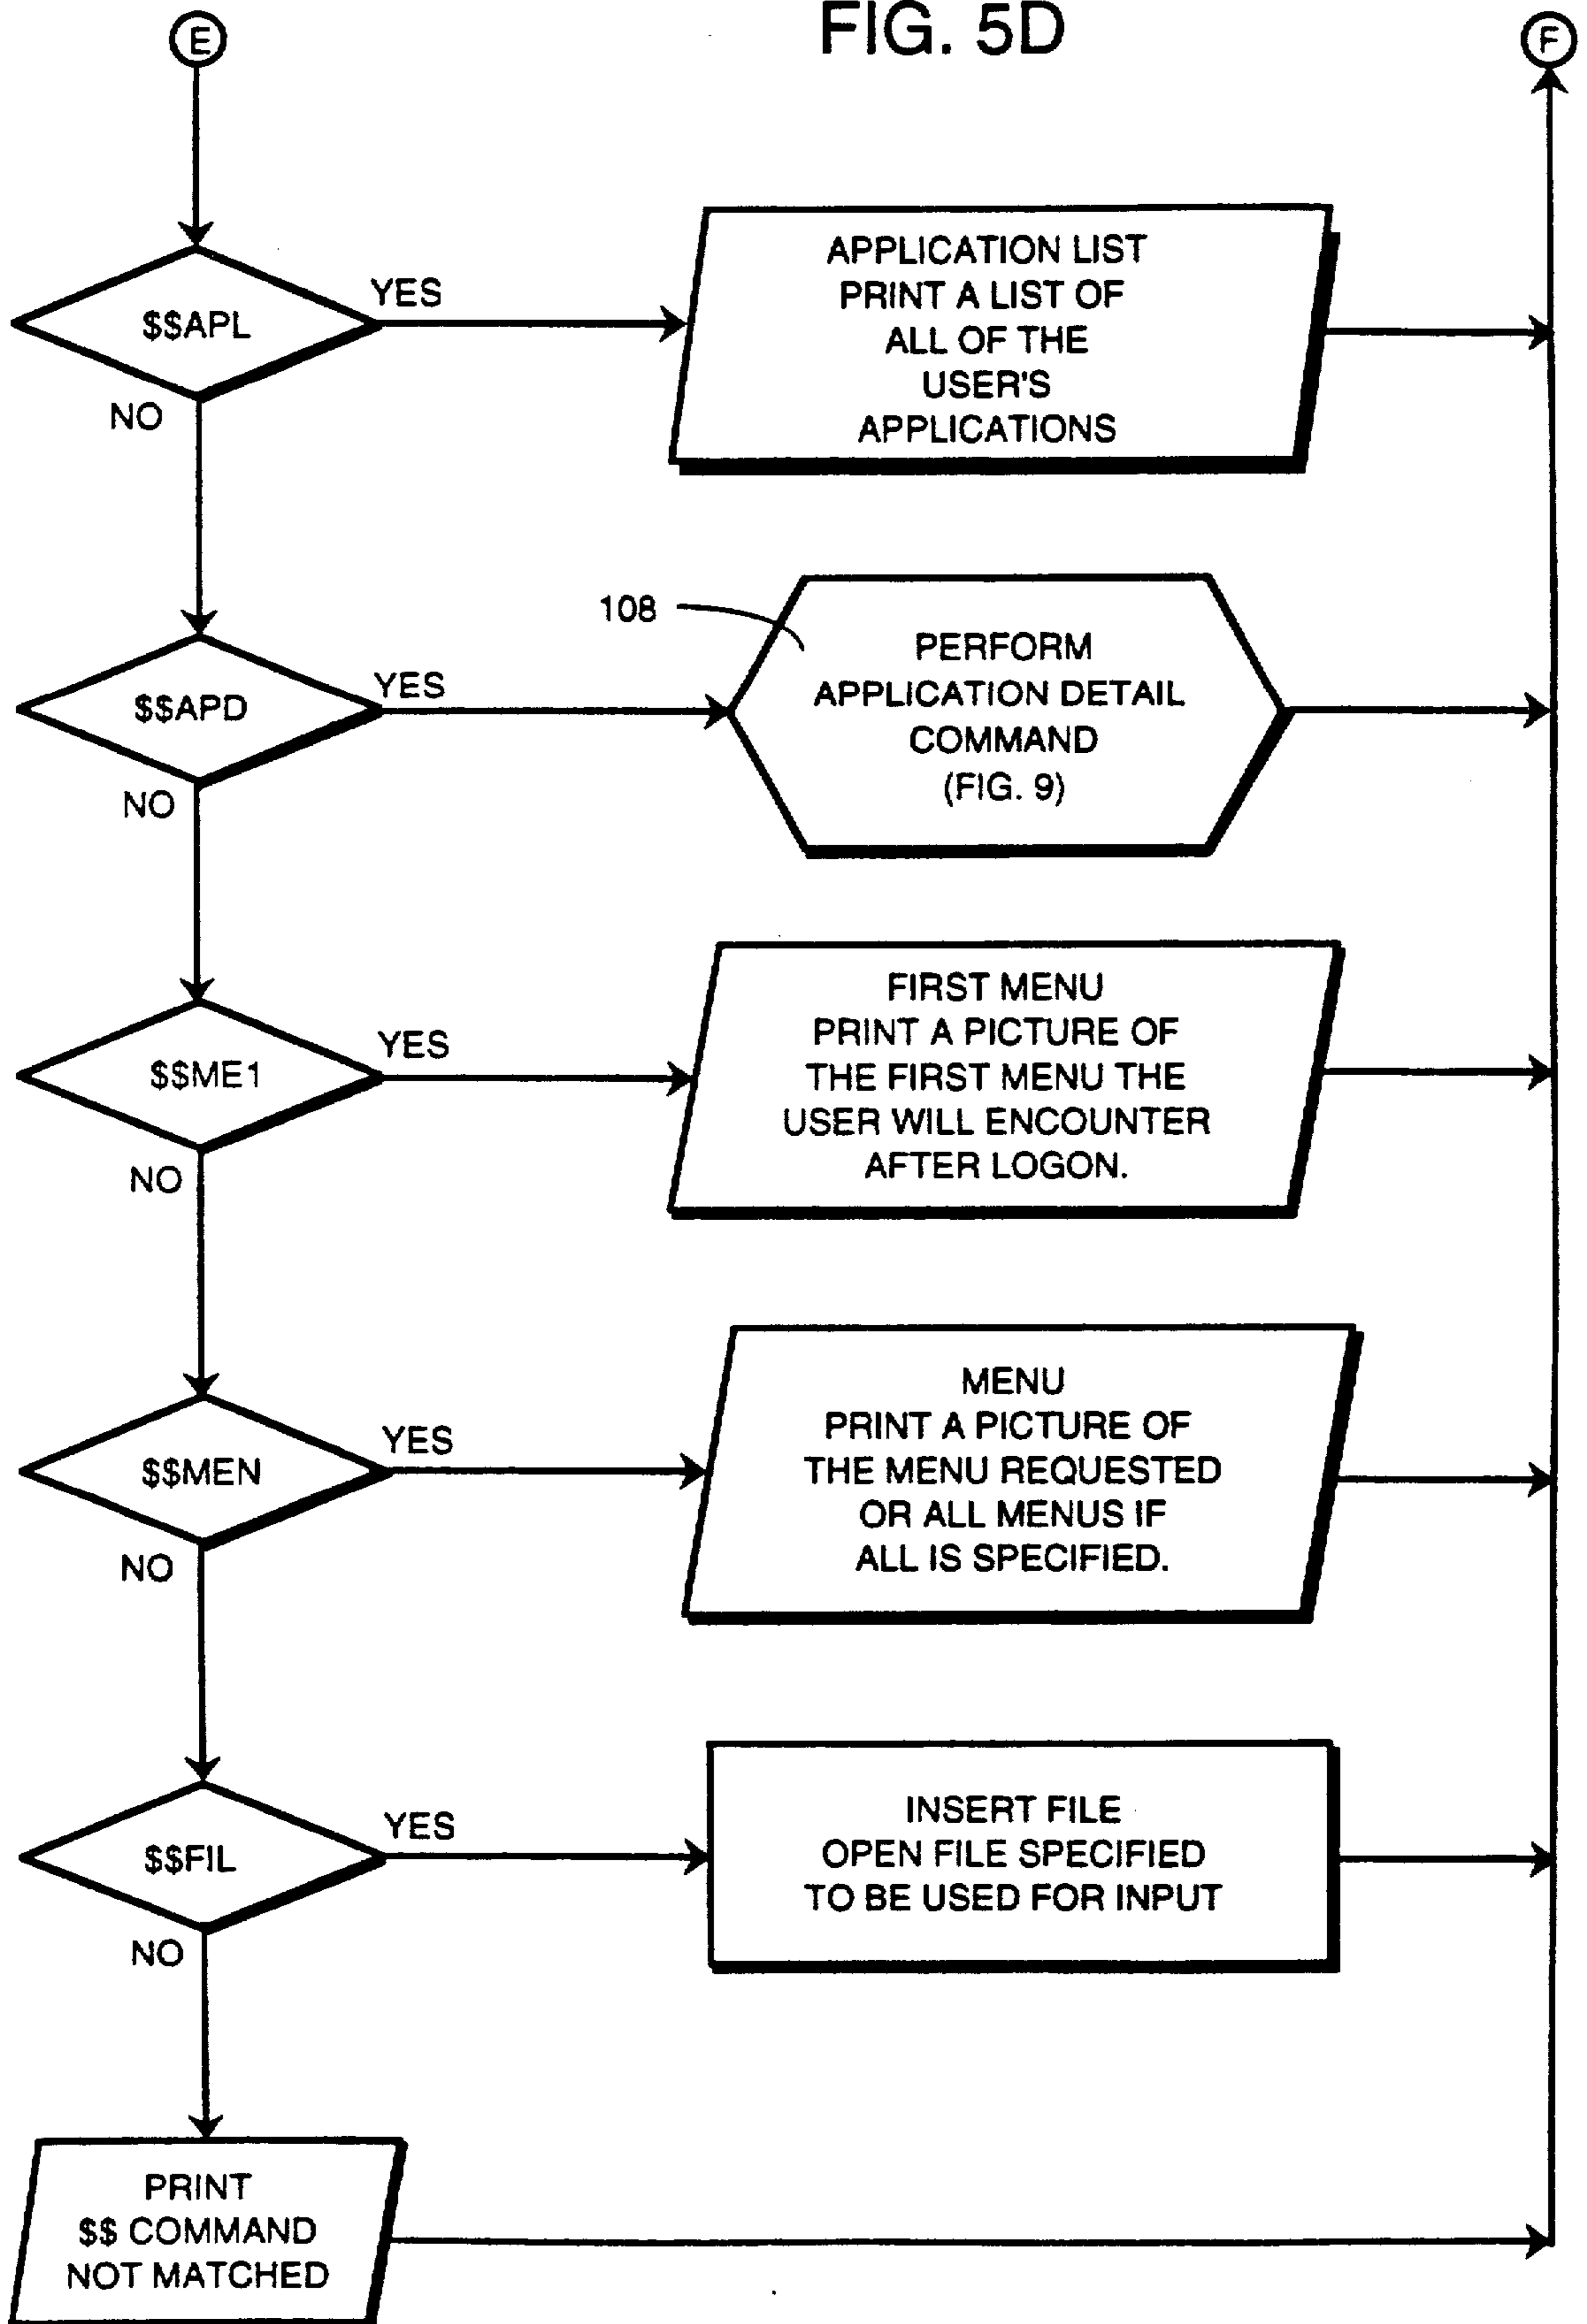 FIG. 5D
E
F
$$APL
YES
NO
APPLICATION LIST
PRINT A LIST OF
ALL OF THE
USER'S
APPLICATIONS
$$APD
YES
NO
108
PERFORM
APPLICATION DETAIL
COMMAND
(FIG. 9)
$$ME1
YES
NO
FIRST MENU
PRINT A PICTURE OF
THE FIRST MENU THE
USER WILL ENCOUNTER
AFTER LOGON.
$$MEN
YES
NO
MENU
PRINT A PICTURE OF
THE MENU REQUESTED
OR ALL MENUS IF
ALL IS SPECIFIED.
$$FIL
YES
NO
INSERT FILE
OPEN FILE SPECIFIED
TO BE USED FOR INPUT
PRINT
$$ COMMAND
NOT MATCHED